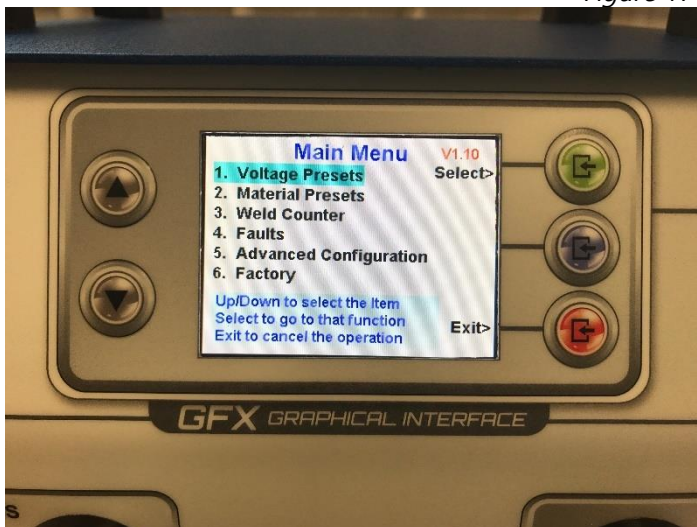 Main Menu V1.10
1. Voltage Presets Select>
2. Material Presets
3. Weld Counter
4. Faults
5. Advanced Configuration
6. Factory
Up/Down to select the Item
Select to go to that function
Exit to cancel the operation Exit>
GFX GRAPHICAL INTERFACE
S